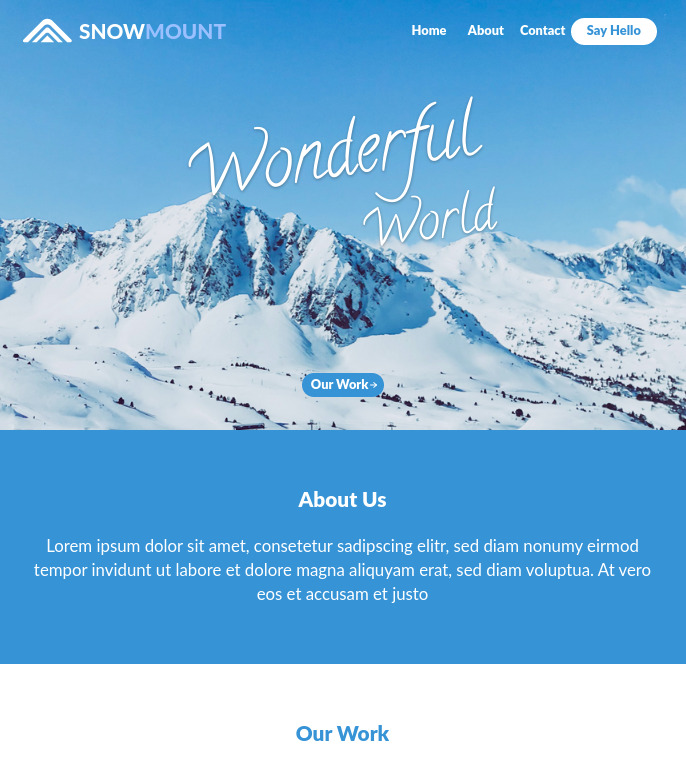 SNOWMOUNT
Home About Contact Say Hello
Wonderful
World
Our Work→
About Us
Lorem ipsum dolor sit amet, consetetur sadipscing elitr, sed diam nonumy eirmod
tempor invidunt ut labore et dolore magna aliquyam erat, sed diam voluptua. At vero
eos et accusam et justo
Our Work